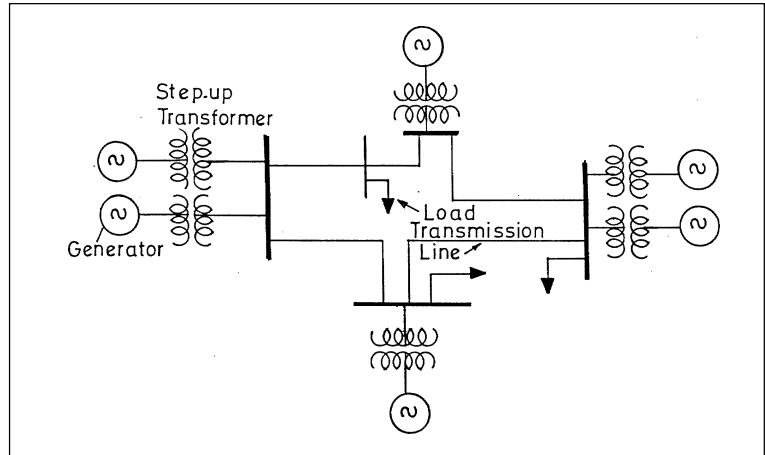 Step-up
Transformer
Generator
Load
Transmission
Line